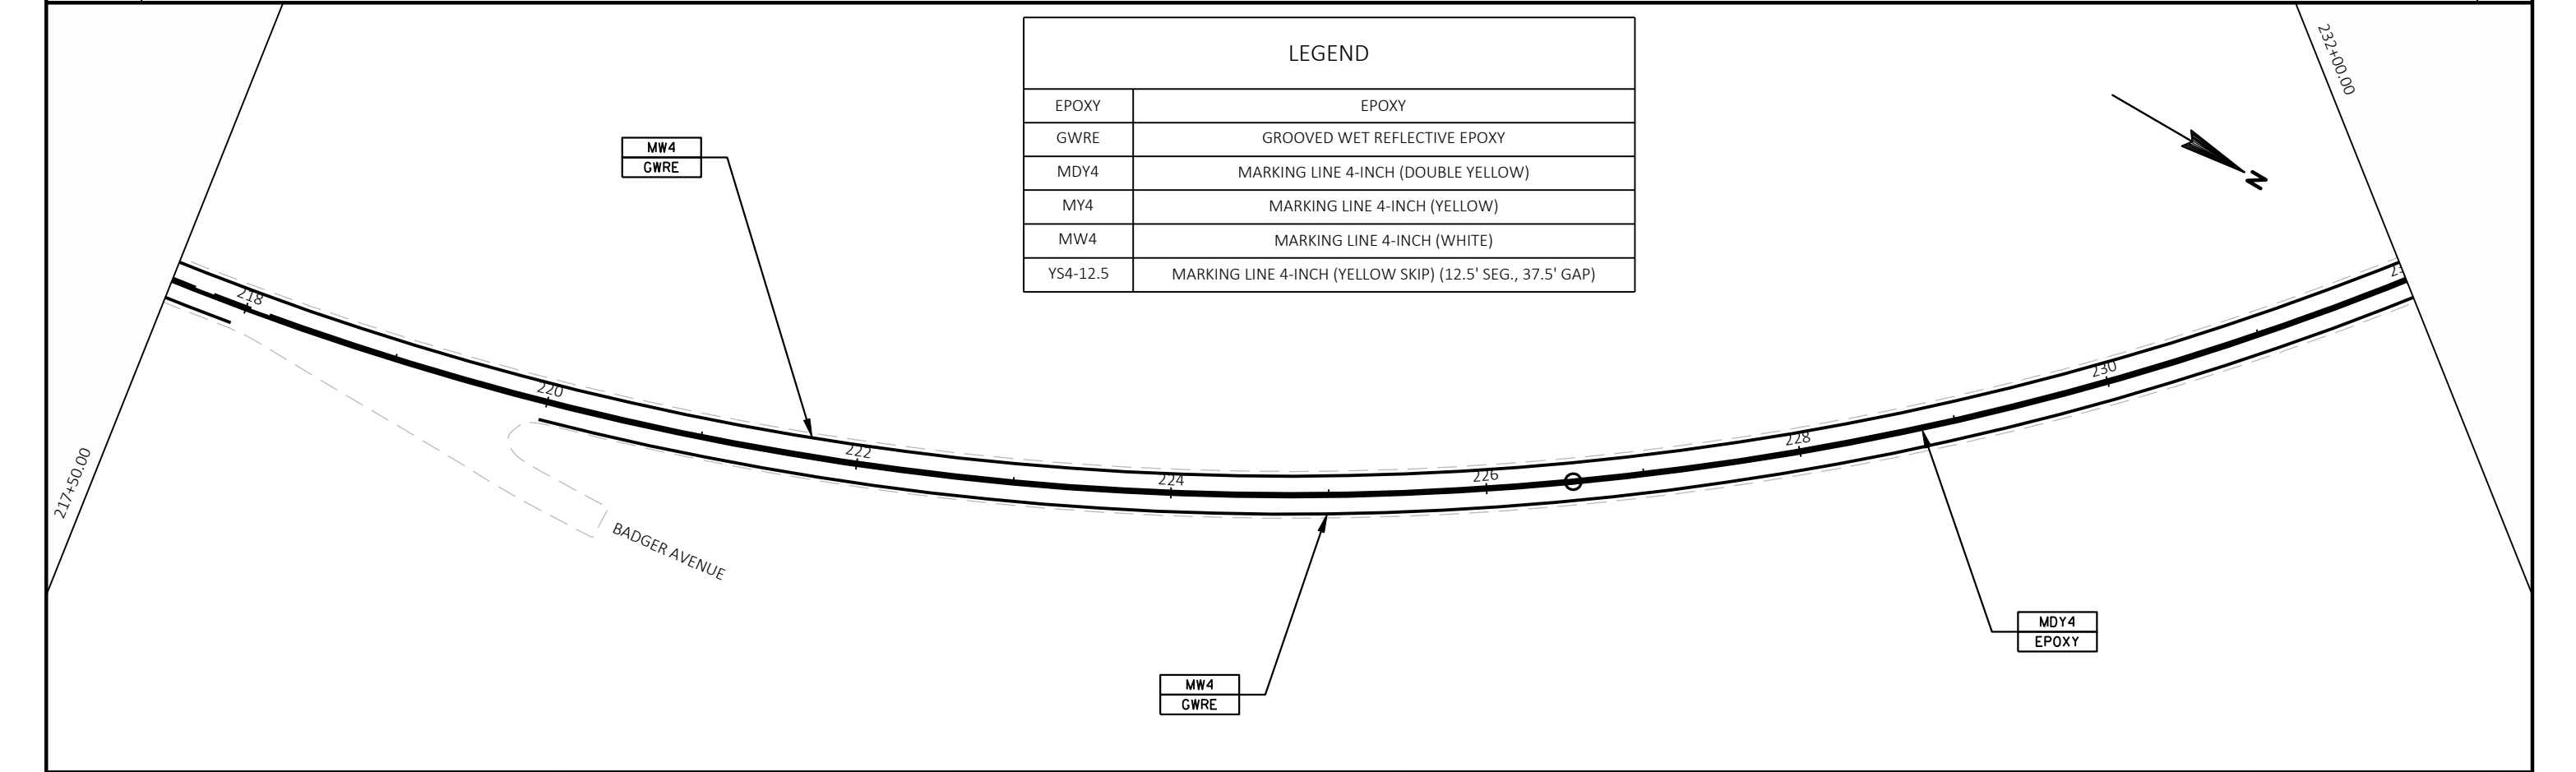 LEGEND
EPOXY EPOXY
GWRE GROOVED WET REFLECTIVE EPOXY
MDY4 MARKING LINE 4-INCH (DOUBLE YELLOW)
MY4 MARKING LINE 4-INCH (YELLOW)
MW4 MARKING LINE 4-INCH (WHITE)
YS4-12.5 MARKING LINE 4-INCH (YELLOW SKIP) (12.5' SEG., 37.5' GAP)
232+00.00
N
MW4
GWRE
217+50.00
218
220
222
224
226
228
230
BADGER AVENUE
MW4
GWRE
MDY4
EPOXY